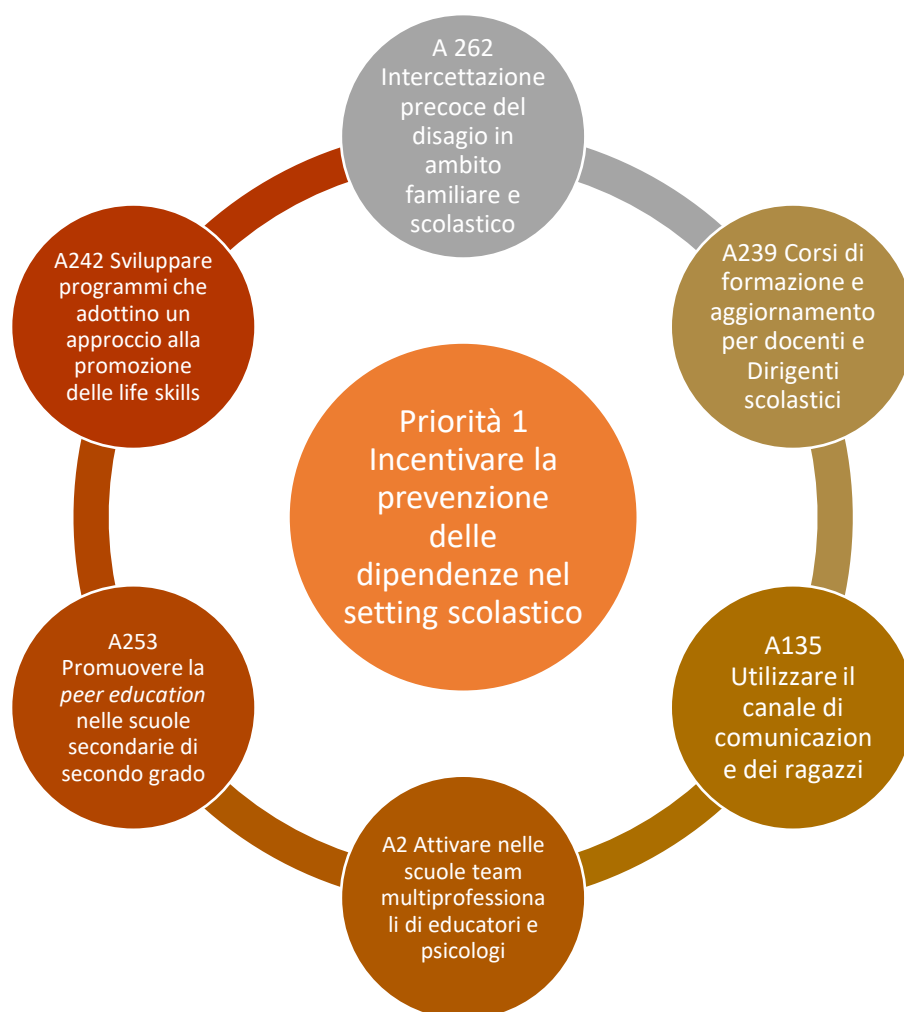 A 262
Intercettazione
precoce del
disagio in
ambito
familiare e
scolastico
A239 Corsi di
formazione e
aggiornamento
per docenti e
Dirigenti
scolastici
A135
Utilizzare il
canale di
comunicazion
e dei ragazzi
A2 Attivare nelle
scuole team
multiprofessiona
li di educatori e
psicologi
A253
Promuovere la
peer education
nelle scuole
secondarie di
secondo grado
A242 Sviluppare
programmi che
adottino un
approccio alla
promozione
delle life skills
Priorità 1
Incentivare la
prevenzione
delle
dipendenze nel
setting scolastico